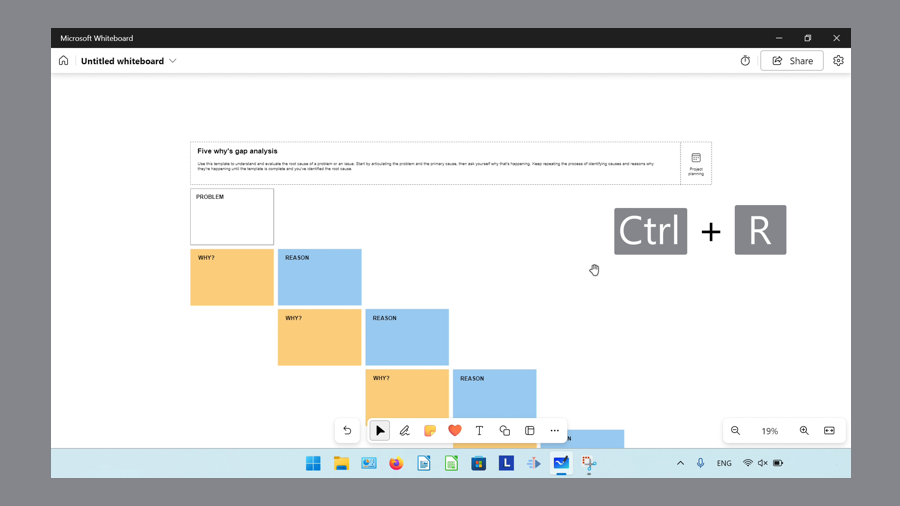 Microsoft Whiteboard
Untitled whiteboard
Share
Five why's gap analysis
Use this template to understand and evaluate the root cause of a problem or an issue. Start by articulating the problem and the primary cause, then ask yourself why that's happening. Keep repeating the process of identifying causes and reasons why
they're happening until the template is complete and you've identified the root cause.
Project
planning
PROBLEM
Ctrl + R
WHY?
REASON
WHY?
REASON
WHY?
REASON
19%
L
ENG